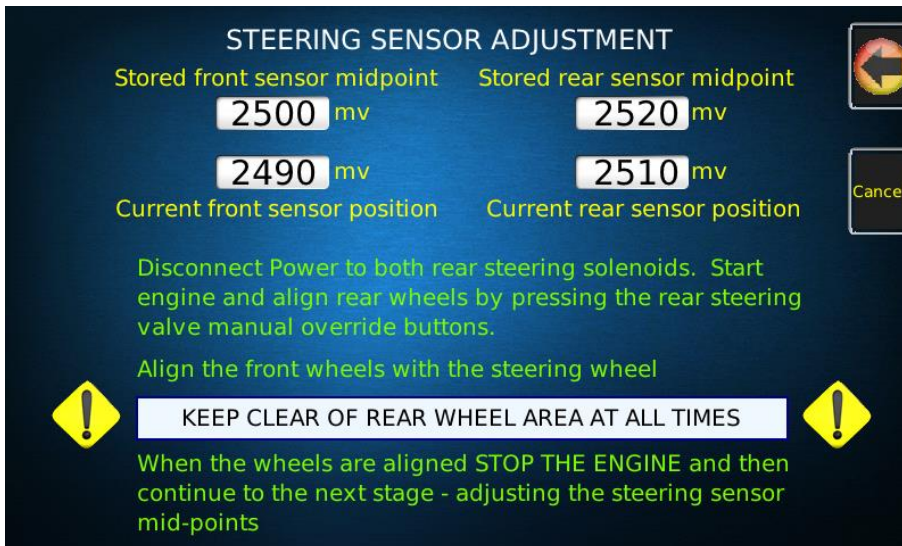 STEERING SENSOR ADJUSTMENT
Stored front sensor midpoint
Stored rear sensor midpoint
2500 mv
2520 mv
2490 mv
2510 mv
Current front sensor position
Current rear sensor position
Cance
Disconnect Power to both rear steering solenoids. Start
engine and align rear wheels by pressing the rear steering
valve manual override buttons.
Align the front wheels with the steering wheel
KEEP CLEAR OF REAR WHEEL AREA AT ALL TIMES
When the wheels are aligned STOP THE ENGINE and then
continue to the next stage - adjusting the steering sensor
mid-points